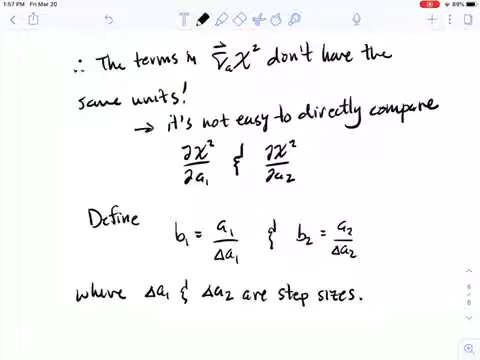 1:57 PM Fri Mar 20
89%
∴ The terms in ∇⃗ₐχ² don't have the
same units!
→ it's not easy to directly compare
∂χ²/∂a₁ & ∂χ²/∂a₂
Define
b₁ = a₁/Δa₁ & b₂ = a₂/Δa₂
where Δa₁ & Δa₂ are step sizes.
6
/
6